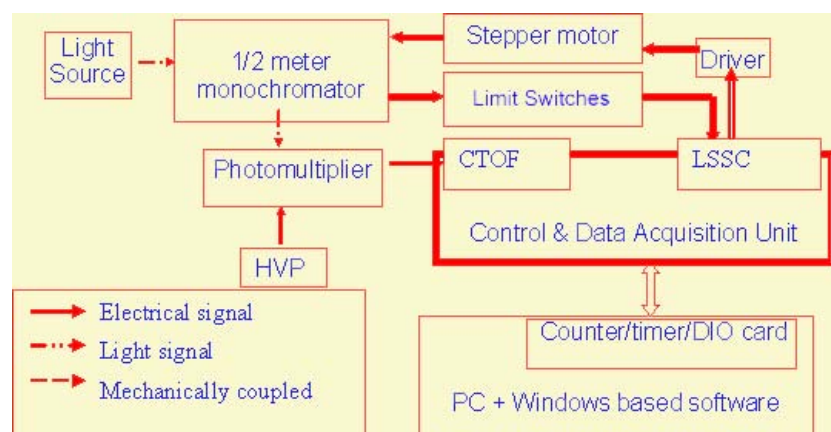 Light
Source
1/2 meter
monochromator
Stepper motor
Driver
Limit Switches
Photomultiplier
CTOF
LSSC
Control & Data Acquisition Unit
HVP
Electrical signal
Light signal
Mechanically coupled
Counter/timer/DIO card
PC + Windows based software